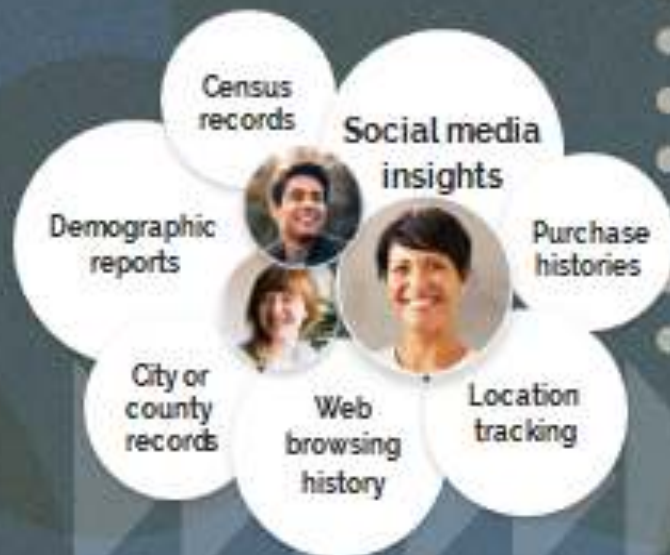 Census
records
Social media
insights
Demographic
reports
Purchase
histories
City or
county
records
Web
browsing
history
Location
tracking